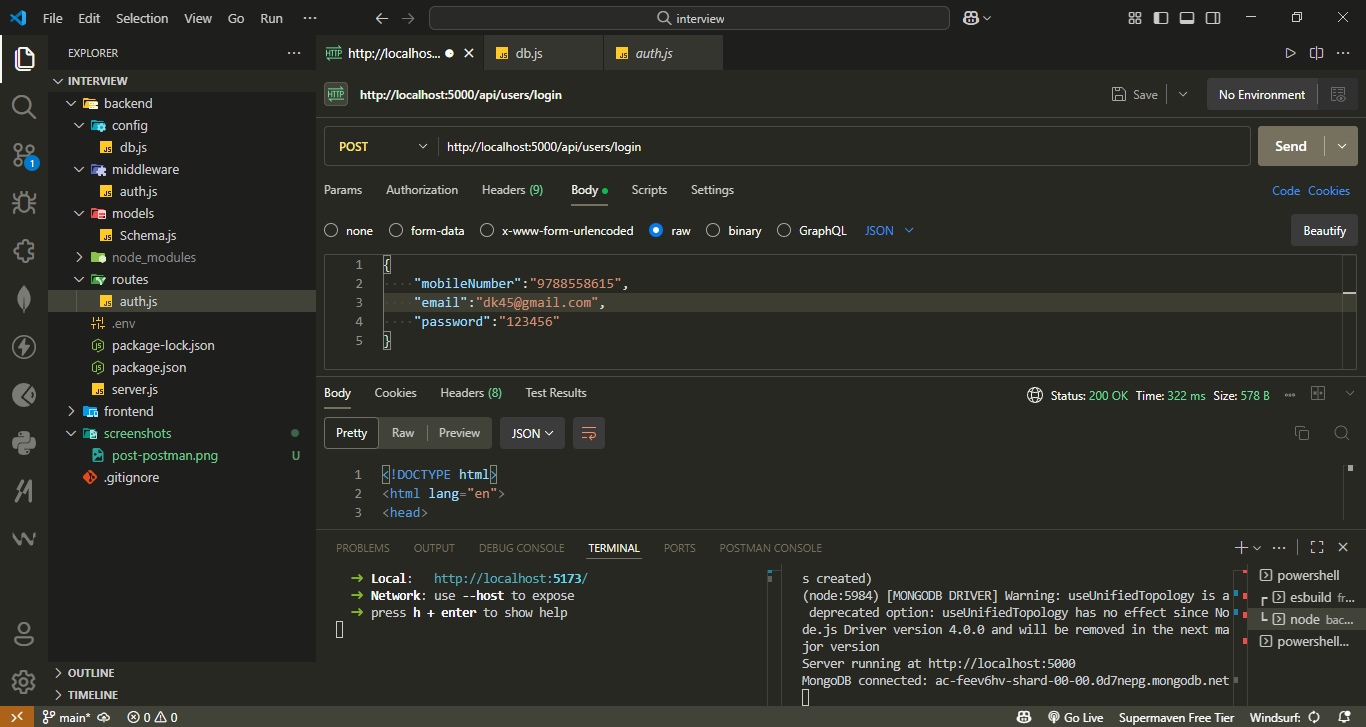 File Edit Selection View Go Run ··· interview
EXPLORER ···
INTERVIEW
backend
config
JS db.js
middleware
JS auth.js
models
JS Schema.js
node_modules
routes
JS auth.js
.env
package-lock.json
package.json
JS server.js
frontend
screenshots
post-postman.png U
.gitignore
OUTLINE
TIMELINE
1
HTTP http://localhos... JS db.js JS auth.js
HTTP http://localhost:5000/api/users/login Save No Environment
POST http://localhost:5000/api/users/login Send
Params Authorization Headers (9) Body Scripts Settings Code Cookies
none form-data x-www-form-urlencoded raw binary GraphQL JSON Beautify
1 {
2 ····"mobileNumber":"9788558615",
3 ····"email":"dk45@gmail.com",
4 ····"password":"123456"
5 }
Body Cookies Headers (8) Test Results Status: 200 OK Time: 322 ms Size: 578 B
Pretty Raw Preview JSON
1 <!DOCTYPE html>
2 <html lang="en">
3 <head>
PROBLEMS OUTPUT DEBUG CONSOLE TERMINAL PORTS POSTMAN CONSOLE
➜ Local: http://localhost:5173/
➜ Network: use --host to expose
➜ press h + enter to show help
s created)
(node:5984) [MONGODB DRIVER] Warning: useUnifiedTopology is a
deprecated option: useUnifiedTopology has no effect since No
de.js Driver version 4.0.0 and will be removed in the next ma
jor version
Server running at http://localhost:5000
MongoDB connected: ac-feev6hv-shard-00-00.0d7nepg.mongodb.net
powershell
esbuild fr...
node bac...
powershell...
main* 0 0 Go Live Supermaven Free Tier Windsurf: